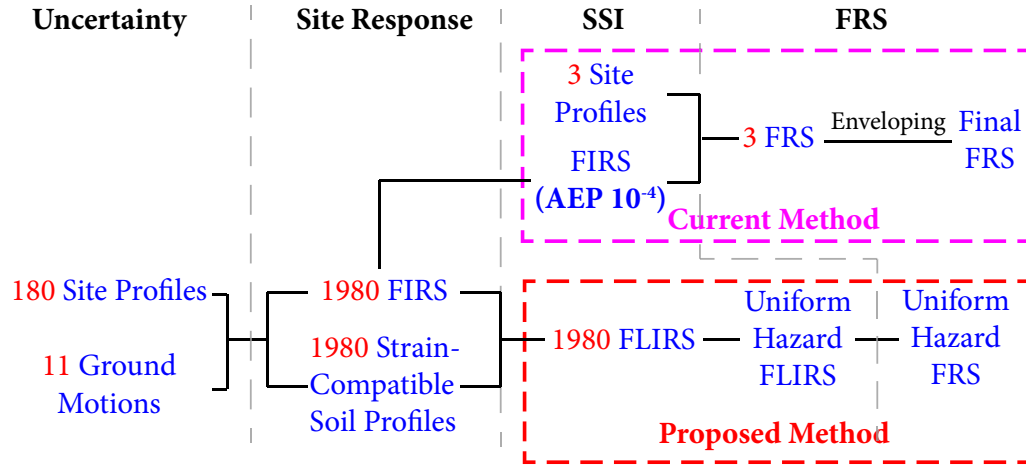 Uncertainty
Site Response
SSI
FRS
3 Site
Profiles
FIRS
(AEP 10⁻⁴)
3 FRS
Enveloping
Final
FRS
Current Method
180 Site Profiles
11 Ground
Motions
1980 FIRS
1980 Strain-
Compatible
Soil Profiles
1980 FLIRS
Uniform
Hazard
FLIRS
Uniform
Hazard
FRS
Proposed Method